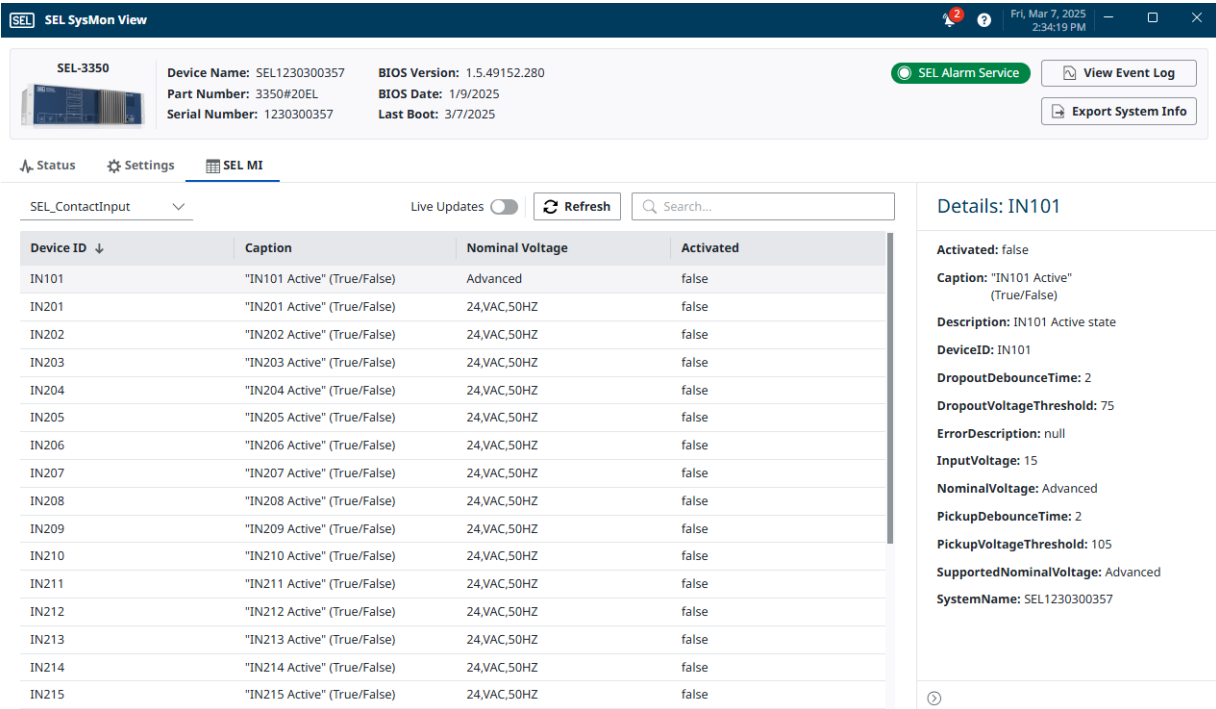 SEL SEL SysMon View
2 Fri, Mar 7, 2025
2:34:19 PM
SEL-3350
Device Name: SEL1230300357
Part Number: 3350#20EL
Serial Number: 1230300357
BIOS Version: 1.5.49152.280
BIOS Date: 1/9/2025
Last Boot: 3/7/2025
SEL Alarm Service
View Event Log
Export System Info
Status Settings SEL MI
SEL_ContactInput Live Updates Refresh Search...
Device ID Caption Nominal Voltage Activated
IN101 "IN101 Active" (True/False) Advanced false
IN201 "IN201 Active" (True/False) 24,VAC,50HZ false
IN202 "IN202 Active" (True/False) 24,VAC,50HZ false
IN203 "IN203 Active" (True/False) 24,VAC,50HZ false
IN204 "IN204 Active" (True/False) 24,VAC,50HZ false
IN205 "IN205 Active" (True/False) 24,VAC,50HZ false
IN206 "IN206 Active" (True/False) 24,VAC,50HZ false
IN207 "IN207 Active" (True/False) 24,VAC,50HZ false
IN208 "IN208 Active" (True/False) 24,VAC,50HZ false
IN209 "IN209 Active" (True/False) 24,VAC,50HZ false
IN210 "IN210 Active" (True/False) 24,VAC,50HZ false
IN211 "IN211 Active" (True/False) 24,VAC,50HZ false
IN212 "IN212 Active" (True/False) 24,VAC,50HZ false
IN213 "IN213 Active" (True/False) 24,VAC,50HZ false
IN214 "IN214 Active" (True/False) 24,VAC,50HZ false
IN215 "IN215 Active" (True/False) 24,VAC,50HZ false
Details: IN101
Activated: false
Caption: "IN101 Active"
(True/False)
Description: IN101 Active state
DeviceID: IN101
DropoutDebounceTime: 2
DropoutVoltageThreshold: 75
ErrorDescription: null
InputVoltage: 15
NominalVoltage: Advanced
PickupDebounceTime: 2
PickupVoltageThreshold: 105
SupportedNominalVoltage: Advanced
SystemName: SEL1230300357